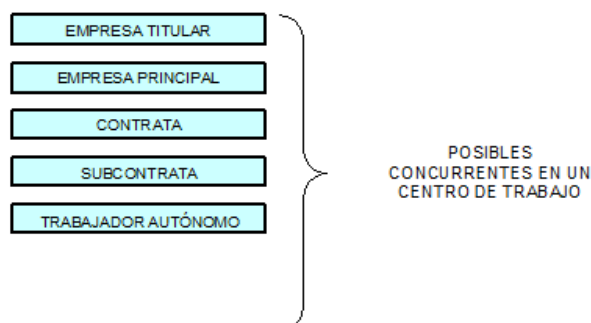 EMPRESA TITULAR
EMPRESA PRINCIPAL
CONTRATA
SUBCONTRATA
TRABAJADOR AUTÓNOMO
POSIBLES
CONCURRENTES EN UN
CENTRO DE TRABAJO